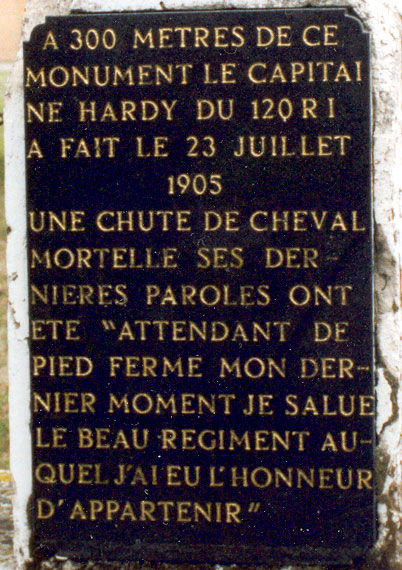 A 300 METRES DE CE
MONUMENT LE CAPITAI
NE HARDY DU 120 RI
A FAIT LE 23 JUILLET
1905
UNE CHUTE DE CHEVAL
MORTELLE SES DER-
NIERES PAROLES ONT
ETE "ATTENDANT DE
PIED FERME MON DER-
NIER MOMENT JE SALUE
LE BEAU REGIMENT AU-
QUEL J'AI EU L'HONNEUR
D'APPARTENIR"